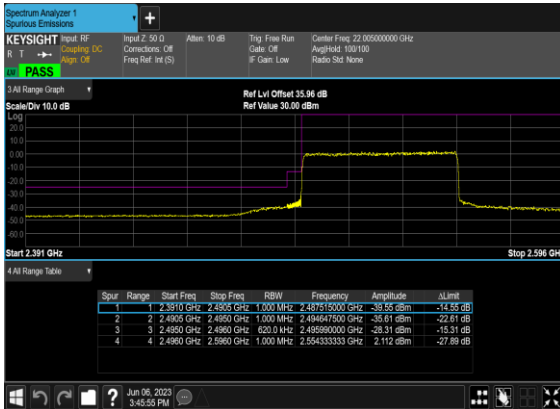 Spectrum Analyzer 1
Spurious Emissions
+
KEYSIGHT Input: RF Input Z: 50 Ω Atten: 10 dB Trig: Free Run Center Freq: 22.005000000 GHz
R T Coupling: DC Corrections: Off Gate: Off Avg|Hold: 100/100
Align: Off Freq Ref: Int (S) IF Gain: Low Radio Std: None
PASS
3 All Range Graph
Ref Lvl Offset 35.96 dB
Scale/Div 10.0 dB Ref Value 30.00 dBm
Log
20.0
10.0
0.00
-10.0
-20.0
-30.0
-40.0
-50.0
-60.0
Start 2.391 GHz Stop 2.596 GHz
4 All Range Table
Spur Range Start Freq Stop Freq RBW Frequency Amplitude ΔLimit
1 1 2.3910 GHz 2.4905 GHz 1.000 MHz 2.487515000 GHz -39.55 dBm -14.55 dB
2 2 2.4905 GHz 2.4950 GHz 1.000 MHz 2.494647500 GHz -35.61 dBm -22.61 dB
3 3 2.4950 GHz 2.4960 GHz 620.0 kHz 2.495990000 GHz -28.31 dBm -15.31 dB
4 4 2.4960 GHz 2.5960 GHz 1.000 MHz 2.554333333 GHz 2.112 dBm -27.89 dB
? Jun 06, 2023
3:45:55 PM